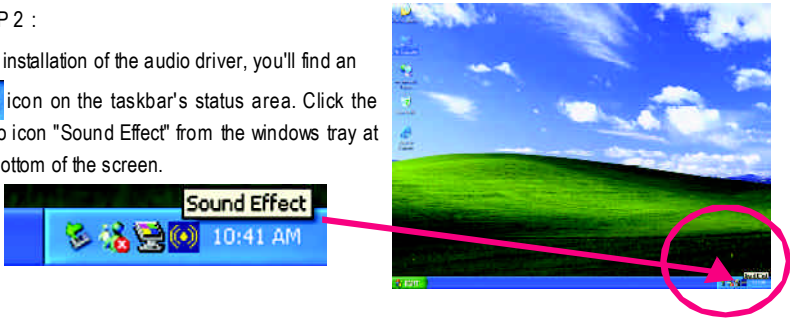 P 2 :
installation of the audio driver, you'll find an
icon on the taskbar's status area. Click the
o icon "Sound Effect" from the windows tray at
ottom of the screen.
Sound Effect
10:41 AM